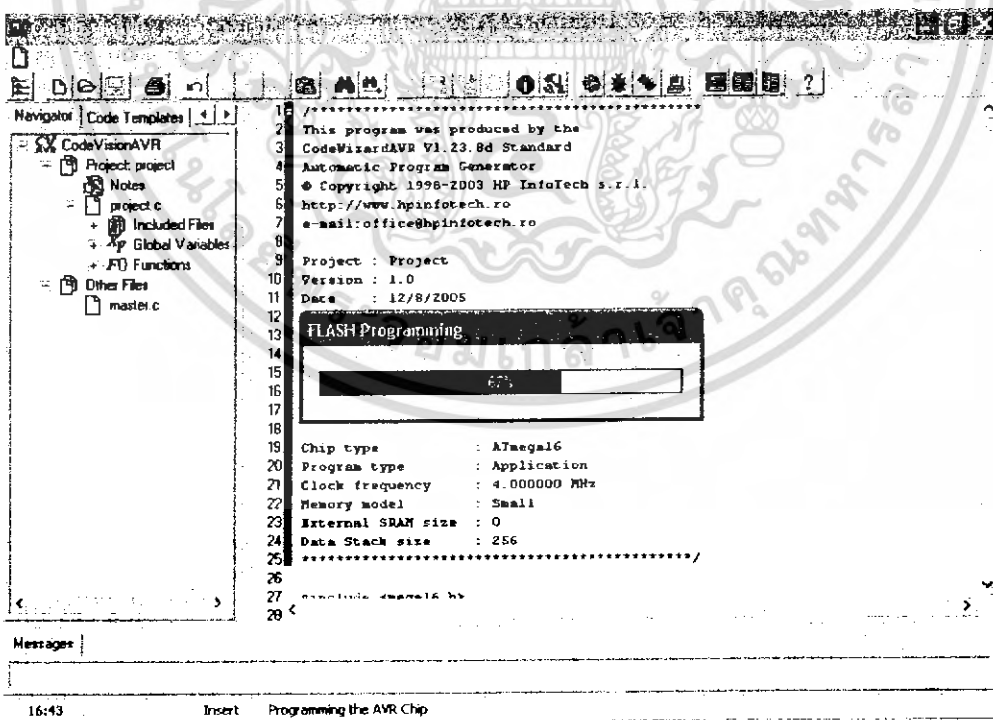 Navigator Code Templates
CodeVisionAVR
Project: project
Notes
project.c
Included Files
Global Variables
Functions
Other Files
master.c
1 /*************************************************
2 This program was produced by the
3 CodeWizardAVR V1.23.8d Standard
4 Automatic Program Generator
5 © Copyright 1998-2003 HP InfoTech s.r.l.
6 http://www.hpinfotech.ro
7 e-mail:office@hpinfotech.ro
8
9 Project : Project
10 Version : 1.0
11 Date : 12/8/2005
12
13
14
15
16
17
18
FLASH Programming
67%
19 Chip type : ATmega16
20 Program type : Application
21 Clock frequency : 4.000000 MHz
22 Memory model : Small
23 External SRAM size : 0
24 Data Stack size : 256
25 *************************************************/
26
27 #include <mega16.h>
28
Messages
16:43 Insert Programming the AVR Chip